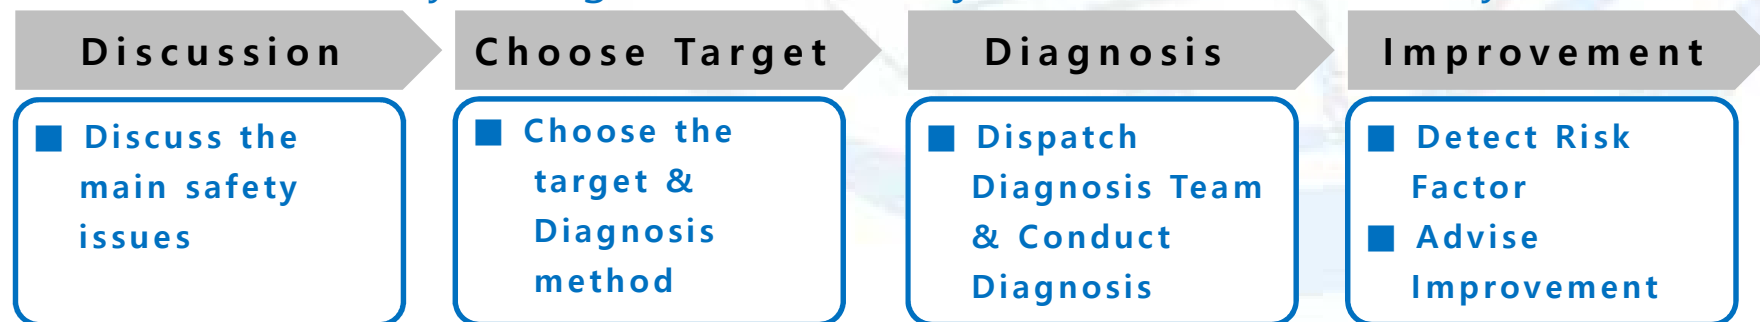 Discussion
■ Discuss the
main safety
issues
Choose Target
■ Choose the
target &
Diagnosis
method
Diagnosis
■ Dispatch
Diagnosis Team
& Conduct
Diagnosis
Improvement
■ Detect Risk
Factor
■ Advise
Improvement